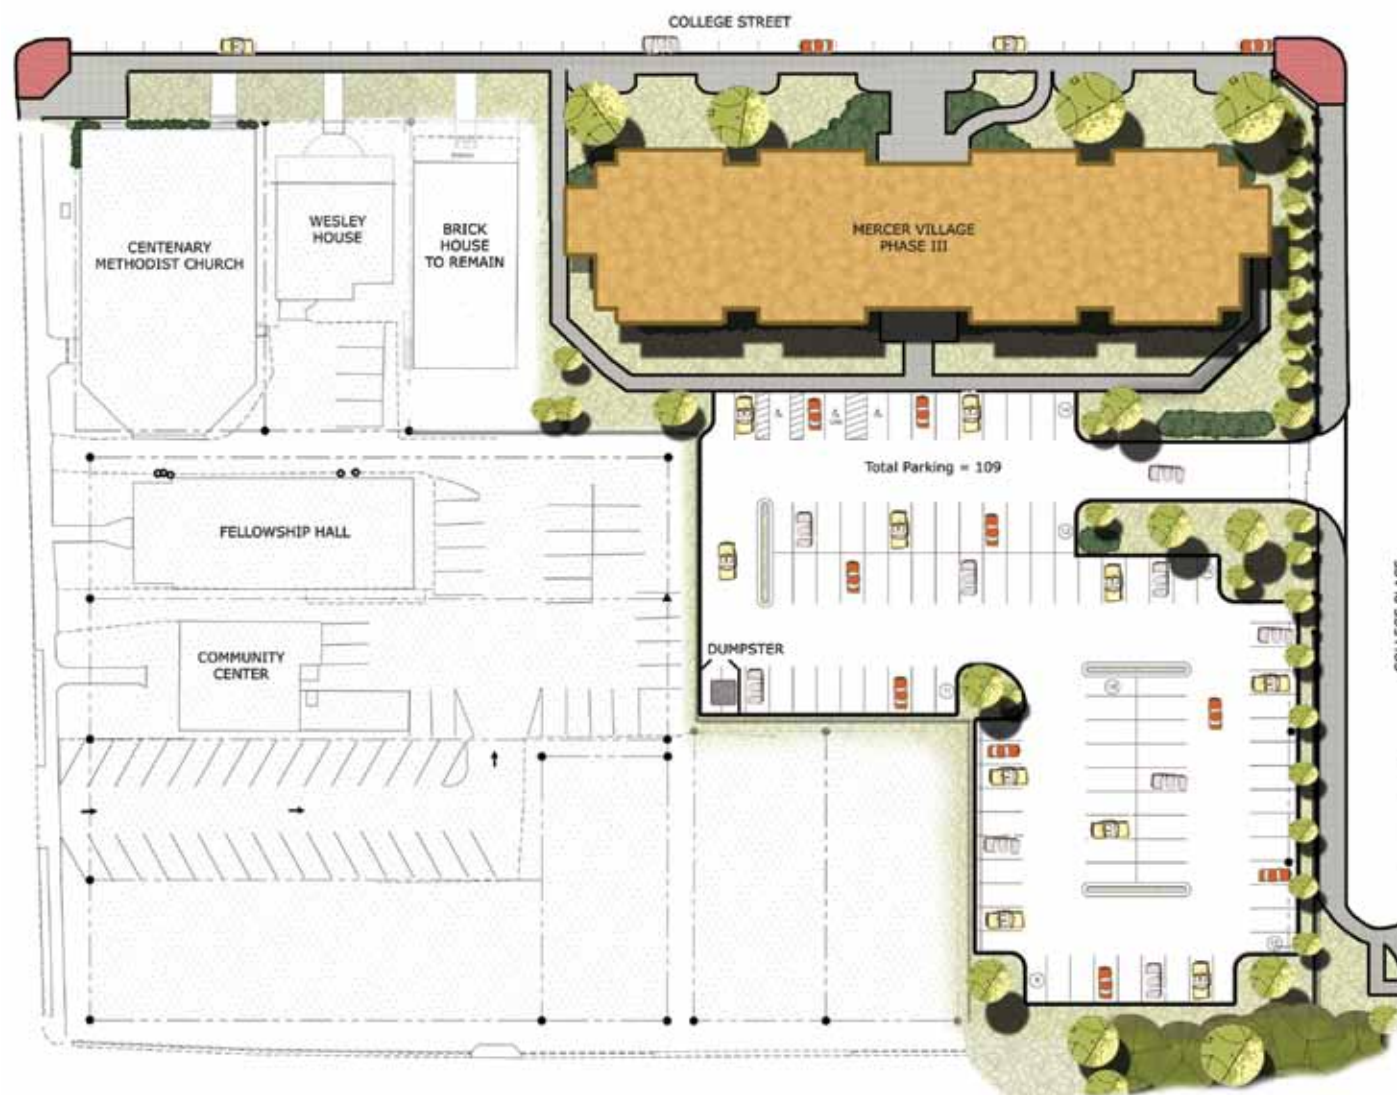 COLLEGE STREET
CENTENARY
METHODIST CHURCH
WESLEY
HOUSE
BRICK
HOUSE
TO REMAIN
MERCER VILLAGE
PHASE III
Total Parking = 109
FELLOWSHIP HALL
COMMUNITY
CENTER
DUMPSTER